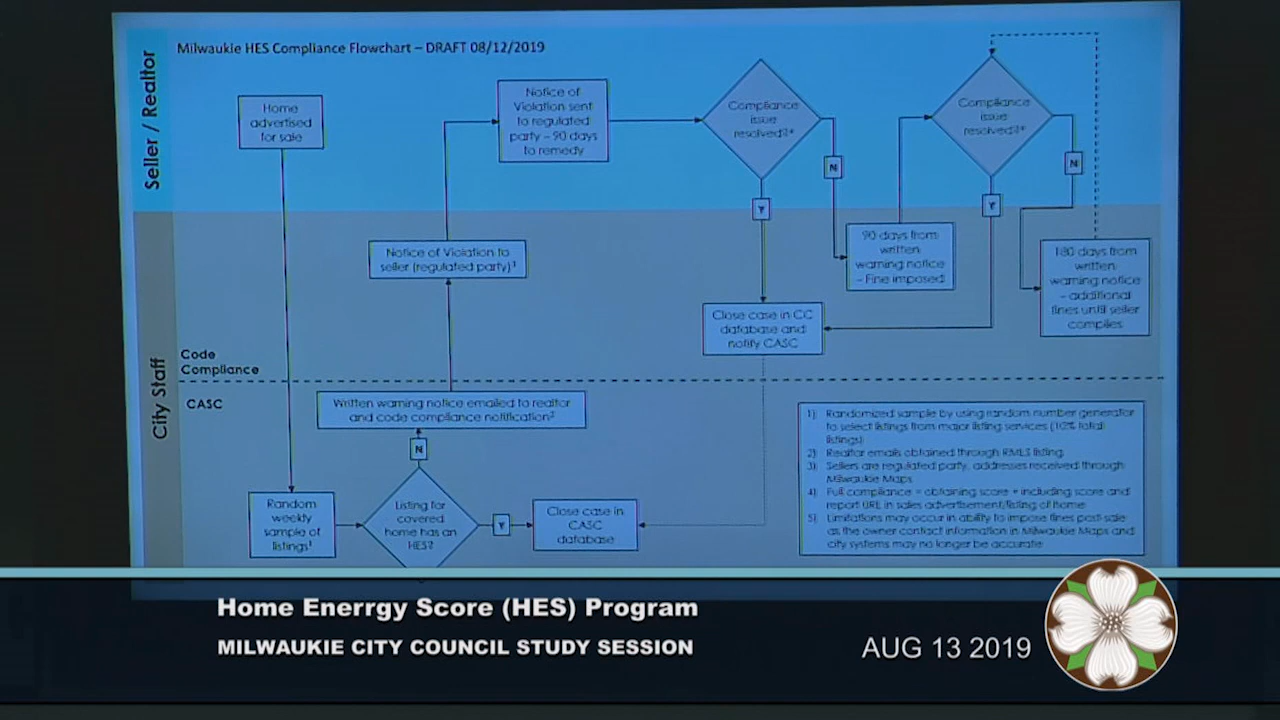 Milwaukie HES Compliance Flowchart – DRAFT 08/12/2019
Seller / Realtor
Home
advertised
for sale
Notice of
Violation sent
to regulated
party – 90 days
to remedy
Compliance
issue
resolved?⁴
N
Y
Compliance
issue
resolved?⁴
N
Y
City Staff
Code
Compliance
Notice of Violation to
seller (regulated party)³
90 days from
written
warning notice
– Fine imposed
180 days from
written
warning notice
– additional
fines until seller
complies
Close case in CC
database and
notify CASC
CASC
Written warning notice emailed to realtor
and code compliance notification²
N
Random
weekly
sample of
listings¹
Listing for
covered
home has an
HES?
Y
Close case in
CASC
database
1) Randomized sample by using random number generator
to select listings from major listing services (10% total
listings)
2) Realtor emails obtained through RMLS listing
3) Sellers are regulated party, addresses received through
Milwaukie Maps
4) Full compliance = obtaining score + including score and
report URL in sales advertisement/listing of home
5) Limitations may occur in ability to impose fines post-sale
as the owner contact information in Milwaukie Maps and
city systems may no longer be accurate
Home Enerrgy Score (HES) Program
MILWAUKIE CITY COUNCIL STUDY SESSION
AUG 13 2019